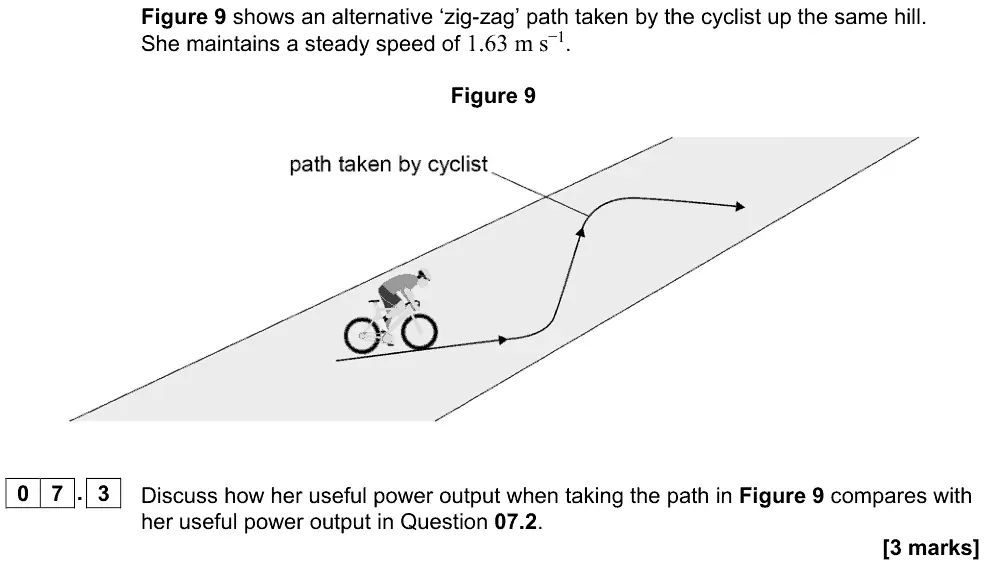 Figure 9 shows an alternative ‘zig-zag’ path taken by the cyclist up the same hill.
She maintains a steady speed of 1.63 m s⁻¹.
Figure 9
path taken by cyclist
0 7 . 3 Discuss how her useful power output when taking the path in Figure 9 compares with
her useful power output in Question 07.2.
[3 marks]